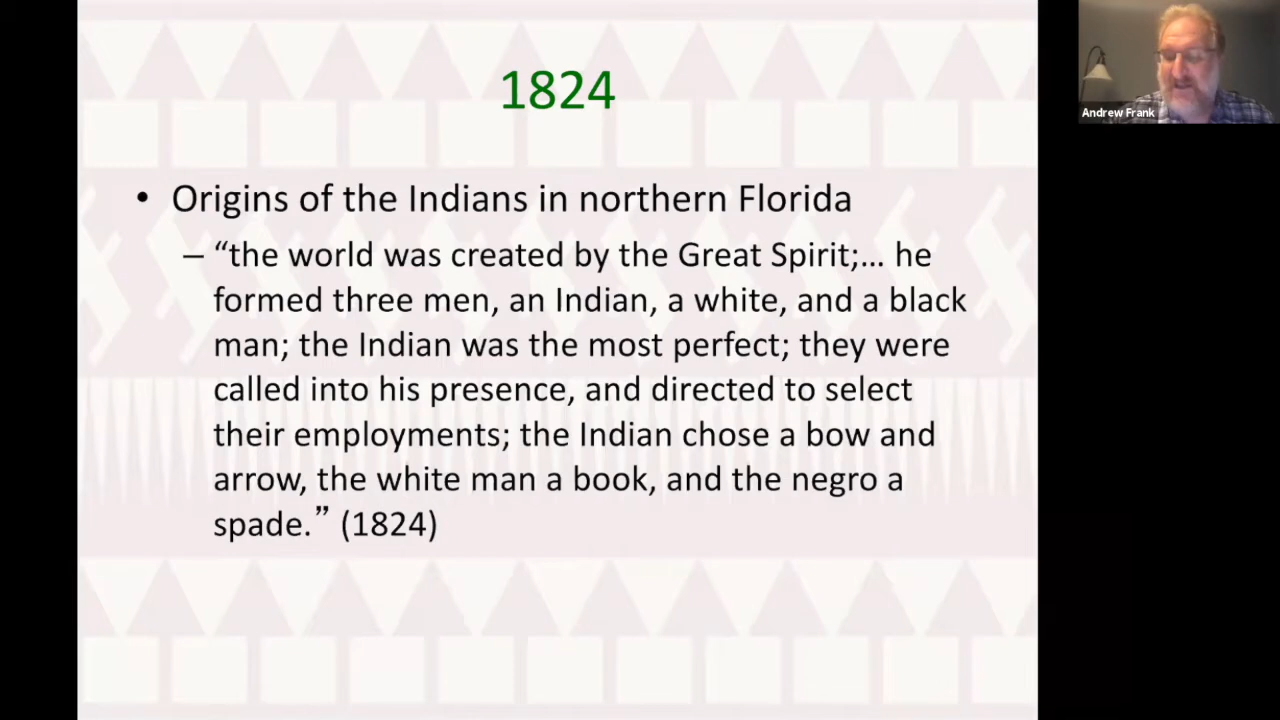 1824
• Origins of the Indians in northern Florida
– “the world was created by the Great Spirit;... he
formed three men, an Indian, a white, and a black
man; the Indian was the most perfect; they were
called into his presence, and directed to select
their employments; the Indian chose a bow and
arrow, the white man a book, and the negro a
spade.” (1824)
Andrew Frank